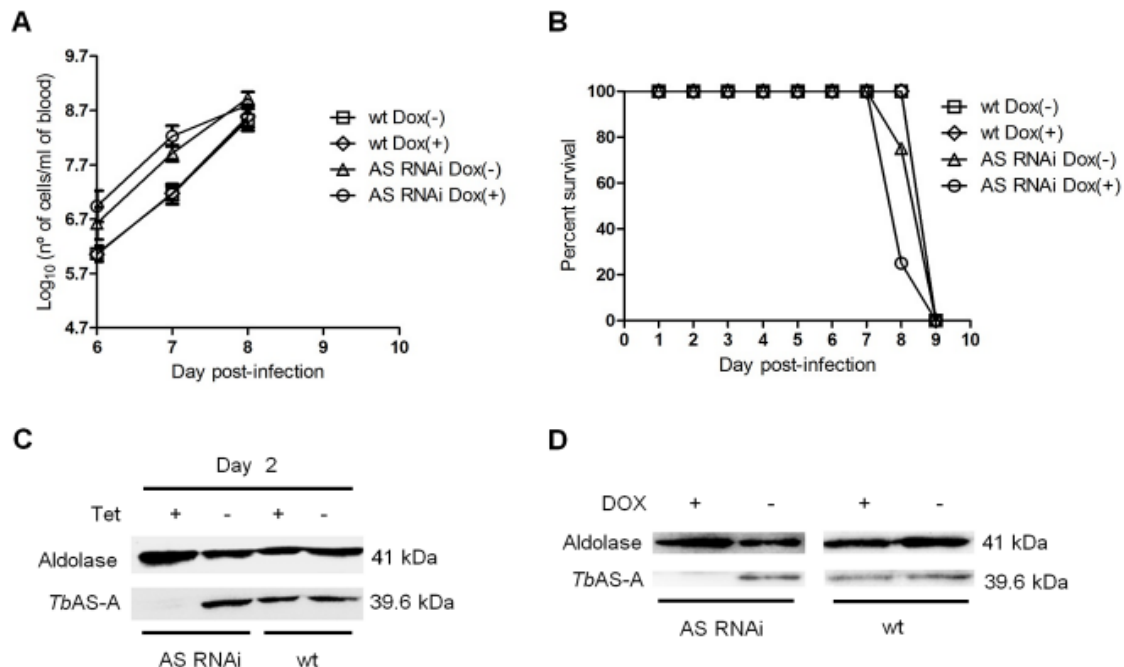 A
Log10 (nº of cells/ml of blood)
9.7
8.7
7.7
6.7
5.7
4.7
6 7 8 9 10
Day post-infection
wt Dox(-)
wt Dox(+)
AS RNAi Dox(-)
AS RNAi Dox(+)
B
Percent survival
100
80
60
40
20
0
0 1 2 3 4 5 6 7 8 9 10
Day post-infection
wt Dox(-)
wt Dox(+)
AS RNAi Dox(-)
AS RNAi Dox(+)
C
Day 2
Tet + - + -
Aldolase 41 kDa
TbAS-A 39.6 kDa
AS RNAi wt
D
DOX + - + -
Aldolase 41 kDa
TbAS-A 39.6 kDa
AS RNAi wt